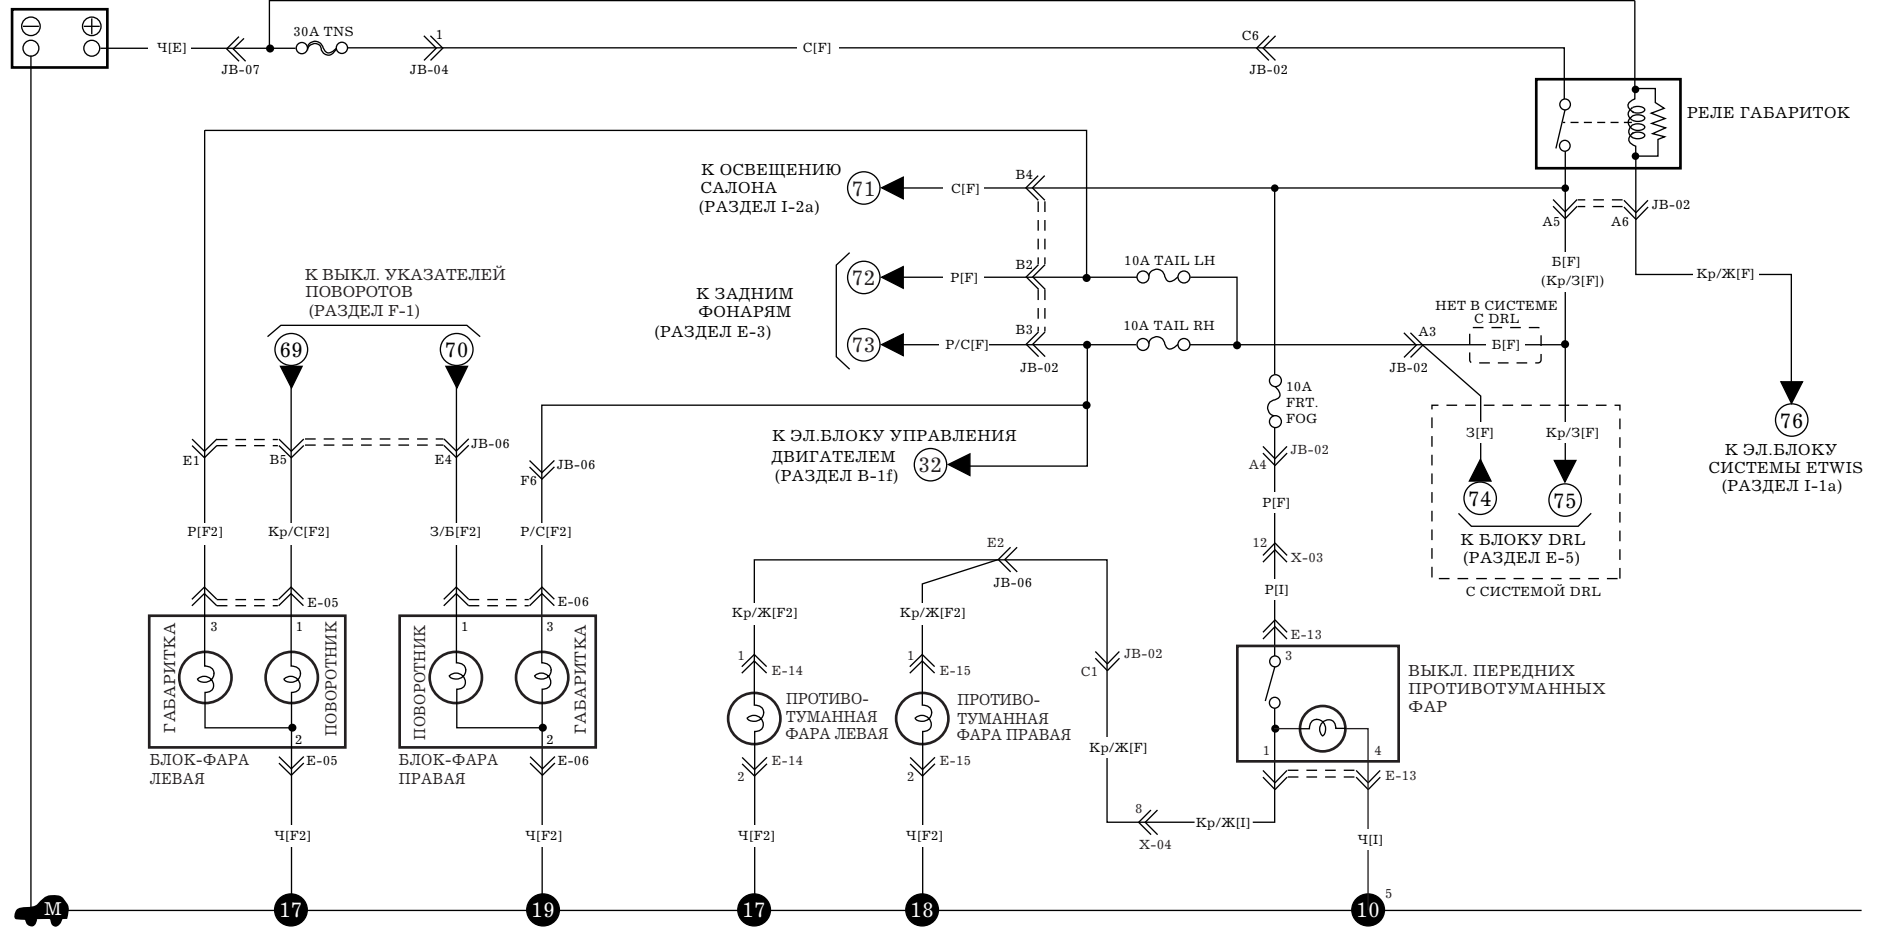 30A TNS
Ч[E]
JB-07
1
JB-04
С[F]
C6
JB-02
РЕЛЕ ГАБАРИТОК
К ОСВЕЩЕНИЮ
САЛОНА
(РАЗДЕЛ I-2a)
71
С[F]
B4
A5
A6
JB-02
К ВЫКЛ. УКАЗАТЕЛЕЙ
ПОВОРОТОВ
(РАЗДЕЛ F-1)
69
70
К ЗАДНИМ
ФОНАРЯМ
(РАЗДЕЛ E-3)
72
Р[F]
B2
10A TAIL LH
73
Р/С[F]
B3
JB-02
10A TAIL RH
Б[F]
(Кр/З[F])
Кр/Ж[F]
НЕТ В СИСТЕМЕ
С DRL
A3
Б[F]
JB-02
10A
FRT.
FOG
76
К ЭЛ.БЛОКУ
СИСТЕМЫ ETWIS
(РАЗДЕЛ I-1a)
E1
B5
E4
JB-06
F6
JB-06
К ЭЛ.БЛОКУ УПРАВЛЕНИЯ
ДВИГАТЕЛЕМ
(РАЗДЕЛ B-1f)
32
A4
JB-02
З[F]
Кр/З[F]
74
75
К БЛОКУ DRL
(РАЗДЕЛ E-5)
С СИСТЕМОЙ DRL
Р[F2]
Кр/С[F2]
З/Б[F2]
Р/С[F2]
Р[F]
12
X-03
Р[I]
E2
JB-06
E-05
E-06
Кр/Ж[F2]
Кр/Ж[F2]
E-13
ГАБАРИТКА
3
1
ПОВОРОТНИК
2
ПОВОРОТНИК
1
3
ГАБАРИТКА
2
1
E-14
1
E-15
C1
JB-02
3
ВЫКЛ. ПЕРЕДНИХ
ПРОТИВОТУМАННЫХ
ФАР
1
4
ПРОТИВО-
ТУМАННАЯ
ФАРА ЛЕВАЯ
ПРОТИВО-
ТУМАННАЯ
ФАРА ПРАВАЯ
Кр/Ж[F]
БЛОК-ФАРА
ЛЕВАЯ
E-05
БЛОК-ФАРА
ПРАВАЯ
E-06
2
E-14
2
E-15
E-13
8
X-04
Кр/Ж[I]
Ч[F2]
Ч[F2]
Ч[F2]
Ч[F2]
Ч[I]
M
17
19
17
18
10
5